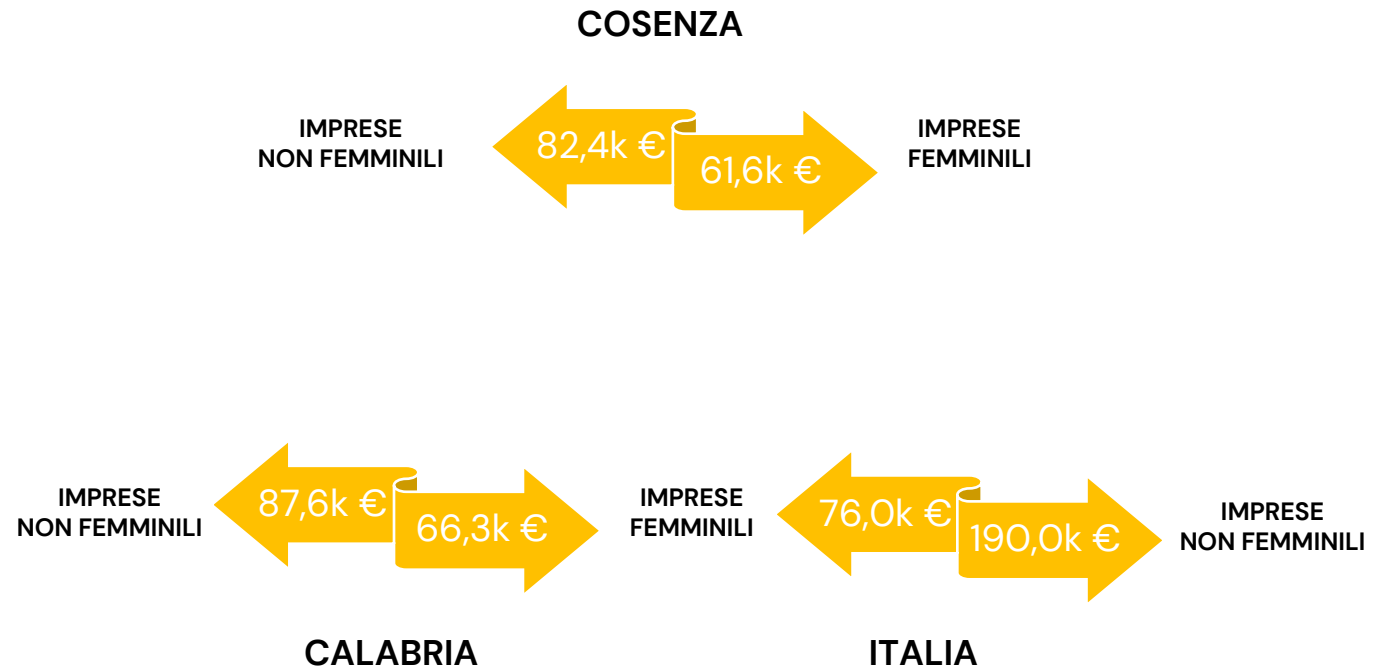 COSENZA
IMPRESE
NON FEMMINILI
82,4k €
61,6k €
IMPRESE
FEMMINILI
IMPRESE
NON FEMMINILI
87,6k €
66,3k €
IMPRESE
FEMMINILI
76,0k €
190,0k €
IMPRESE
NON FEMMINILI
CALABRIA
ITALIA